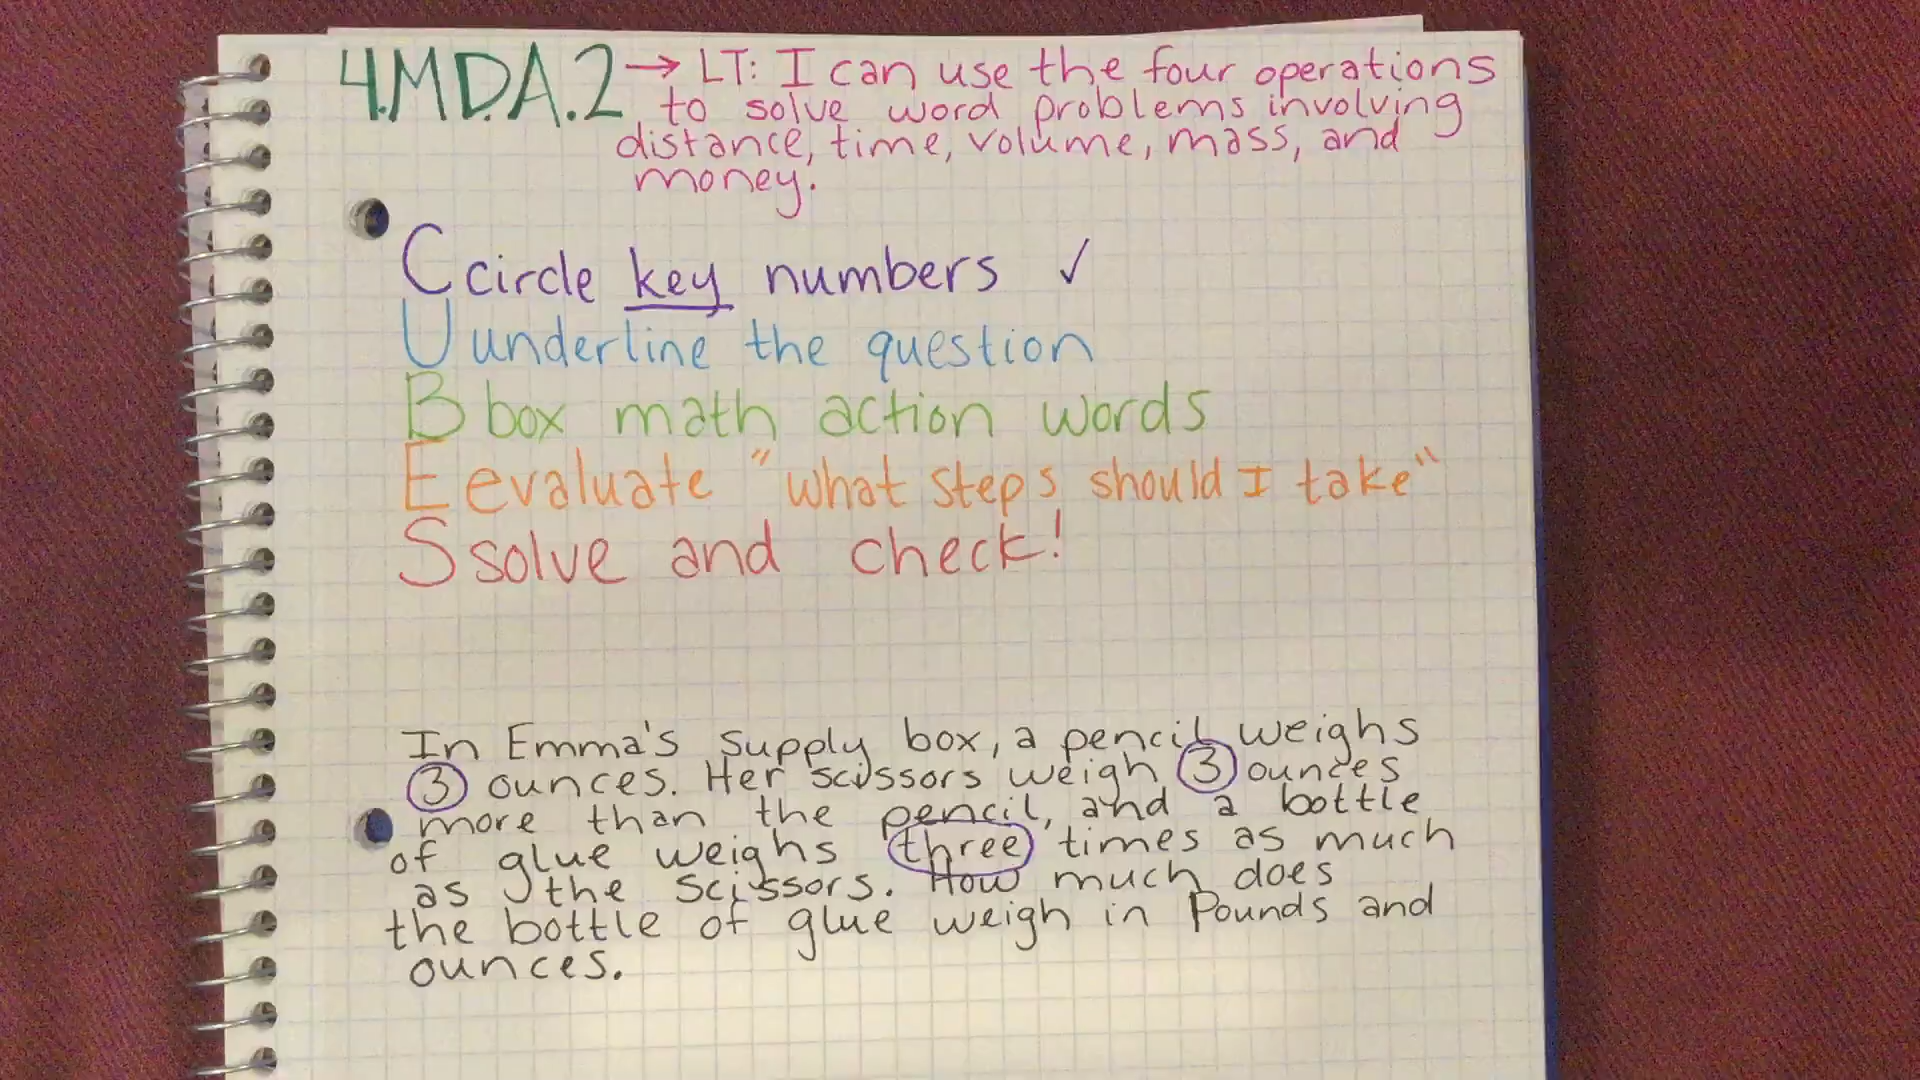 4.MD.A.2 → LT: I can use the four operations
to solve word problems involving
distance, time, volume, mass, and
money.
C circle key numbers ✓
U underline the question
B box math action words
E evaluate "what steps should I take"
S solve and check!
In Emma's supply box, a pencil weighs
3 ounces. Her scissors weigh 3 ounces
more than the pencil, and a bottle
of glue weighs three times as much
as the scissors. How much does
the bottle of glue weigh in Pounds and
ounces.